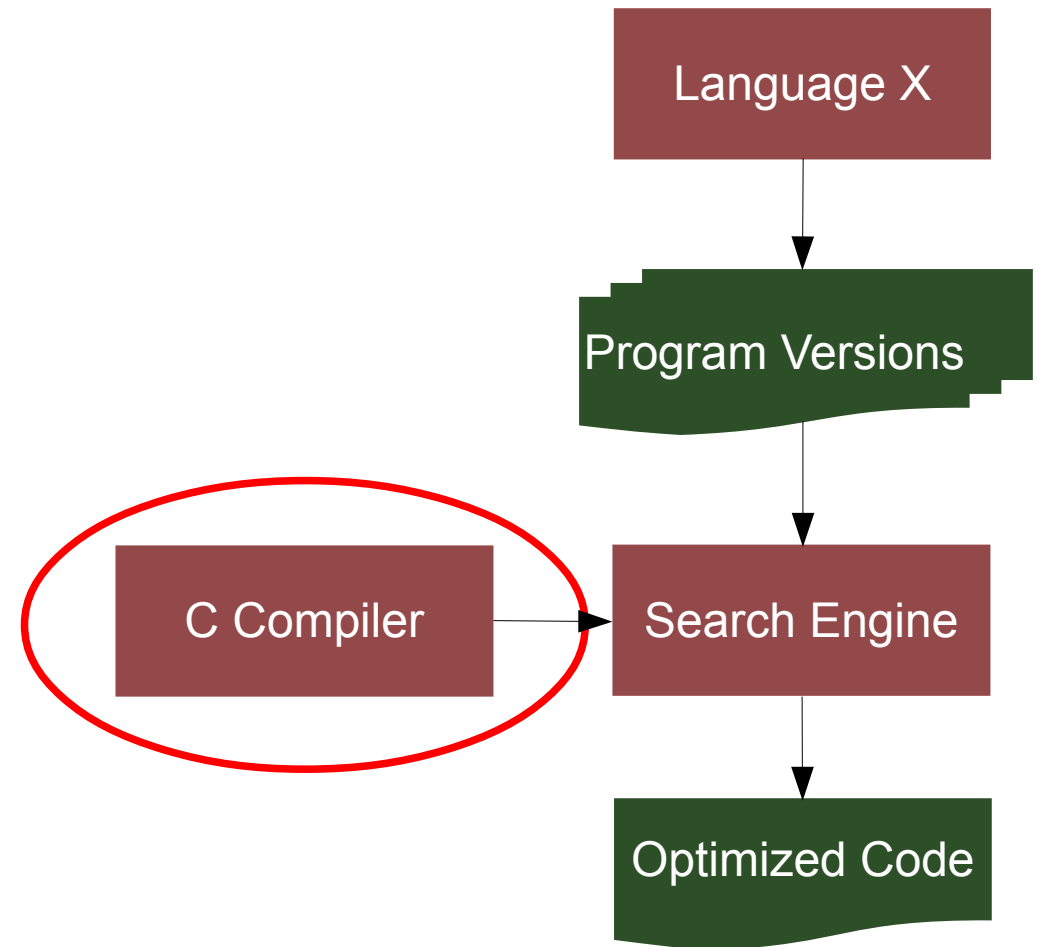 Language X
Program Versions
C Compiler
Search Engine
Optimized Code